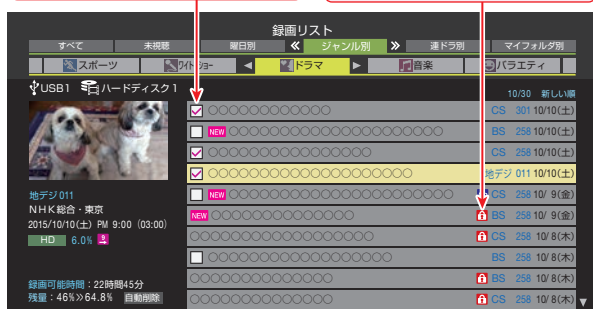 録画リスト
すべて 未視聴 曜日別 ≪ ジャンル別 ≫ 連ドラ別 マイフォルダ別
スポーツ ワイドショー ◀ ドラマ ▶ 音楽 バラエティ
USB1 ハードディスク1
10/30 新しい順
○○○○○○○○○○○○ CS 301 10/10(土)
NEW ○○○○○○○○○○○○○○○○○○○○○○ BS 258 10/10(土)
○○○○○○○○○○○○○○○○ CS 258 10/10(土)
○○○○○○○○○○○○○○○○○○○○ 地デジ 011 10/10(土)
NEW ○○○○○○○○○○○○○○○○○○○○○○○ CS 258 10/ 9(金)
NEW ○○○○○○○○○○○○○○ BS 258 10/ 9(金)
○○○○○○○○○○○○○○○○○○ CS 258 10/ 8(木)
○○○○○○○○○○○○○ BS 258 10/ 8(木)
○○○○○○○○○○○○○○ BS 258 10/ 8(木)
○○○○○○○○○○○○○○ CS 258 10/ 8(木)
地デジ 011
NHK総合・東京
2015/10/10(土) PM 9:00 (03:00)
HD 6.0%
録画可能時間：22時間45分
残量：46%≫64.8% 自動削除